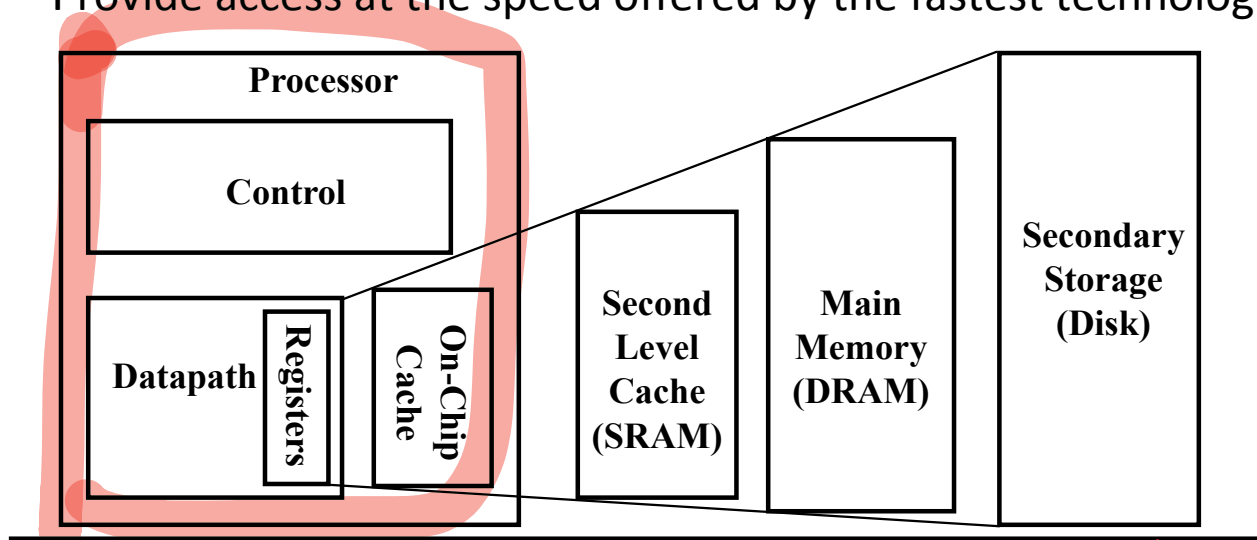 Provide access at the speed offered by the fastest technolog
Processor
Control
Datapath
Registers
On-Chip
Cache
Second
Level
Cache
(SRAM)
Main
Memory
(DRAM)
Secondary
Storage
(Disk)